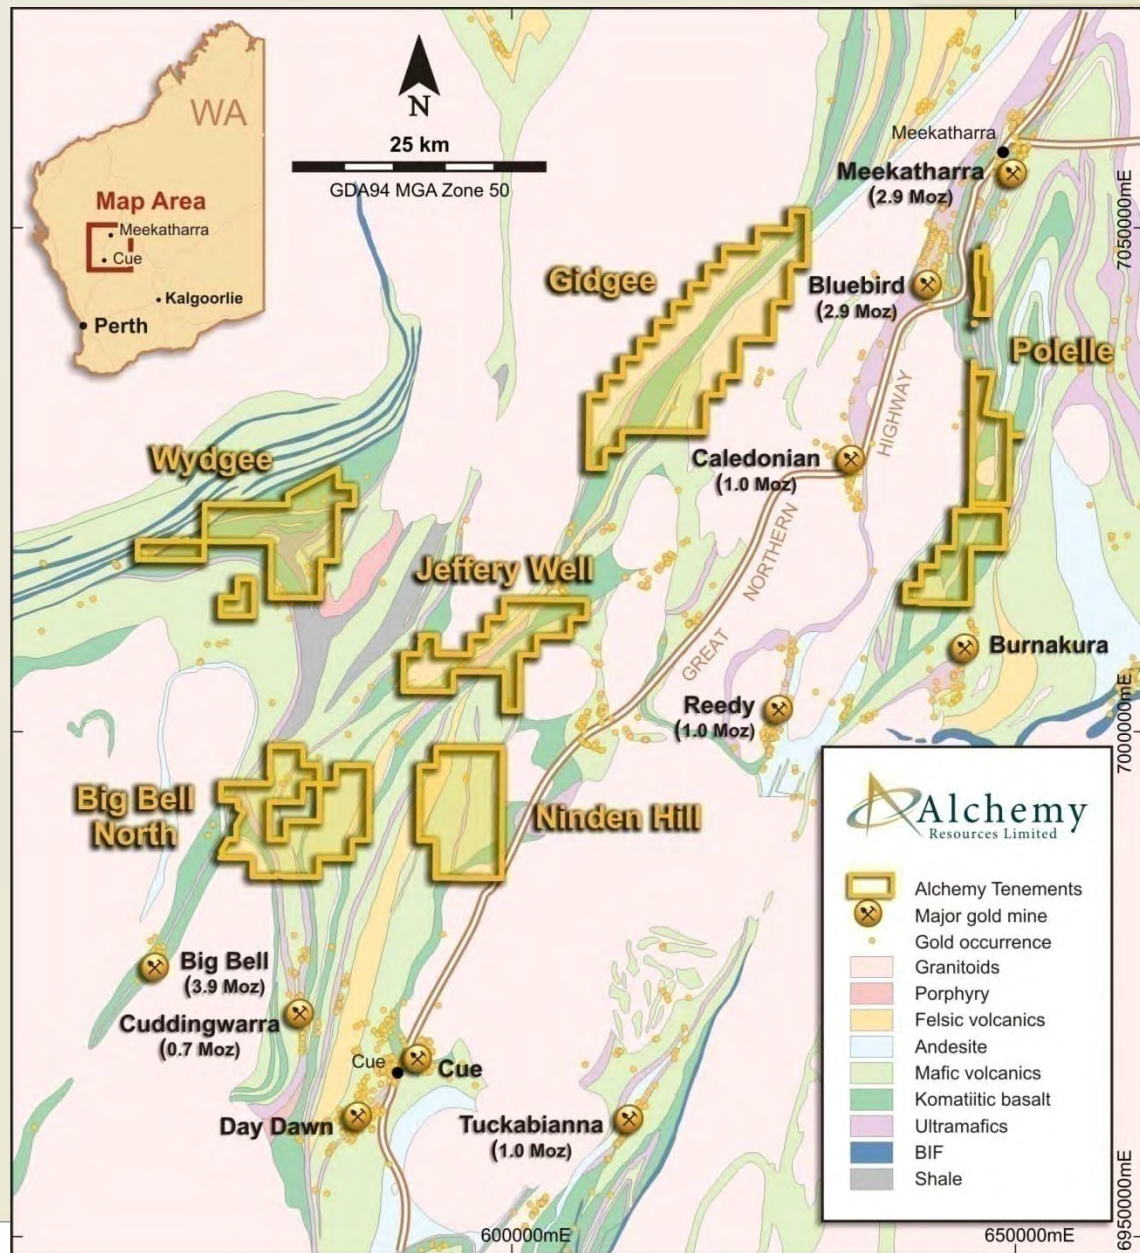 WA
Map Area
Meekatharra
Cue
Kalgoorlie
Perth
N
25 km
GDA94 MGA Zone 50
Meekatharra
Meekatharra
(2.9 Moz)
7050000mE
Gidgee
Bluebird
(2.9 Moz)
Polelle
HIGHWAY
Wydgee
Caledonian
(1.0 Moz)
NORTHERN
Jeffery Well
GREAT
Burnakura
Reedy
(1.0 Moz)
7000000mE
Big Bell
North
Ninden Hill
Alchemy
Resources Limited
Alchemy Tenements
Major gold mine
Gold occurrence
Granitoids
Porphyry
Felsic volcanics
Andesite
Mafic volcanics
Komatiitic basalt
Ultramafics
BIF
Shale
Big Bell
(3.9 Moz)
Cuddingwarra
(0.7 Moz)
Cue
Cue
Day Dawn
Tuckabianna
(1.0 Moz)
600000mE
650000mE
6950000mE